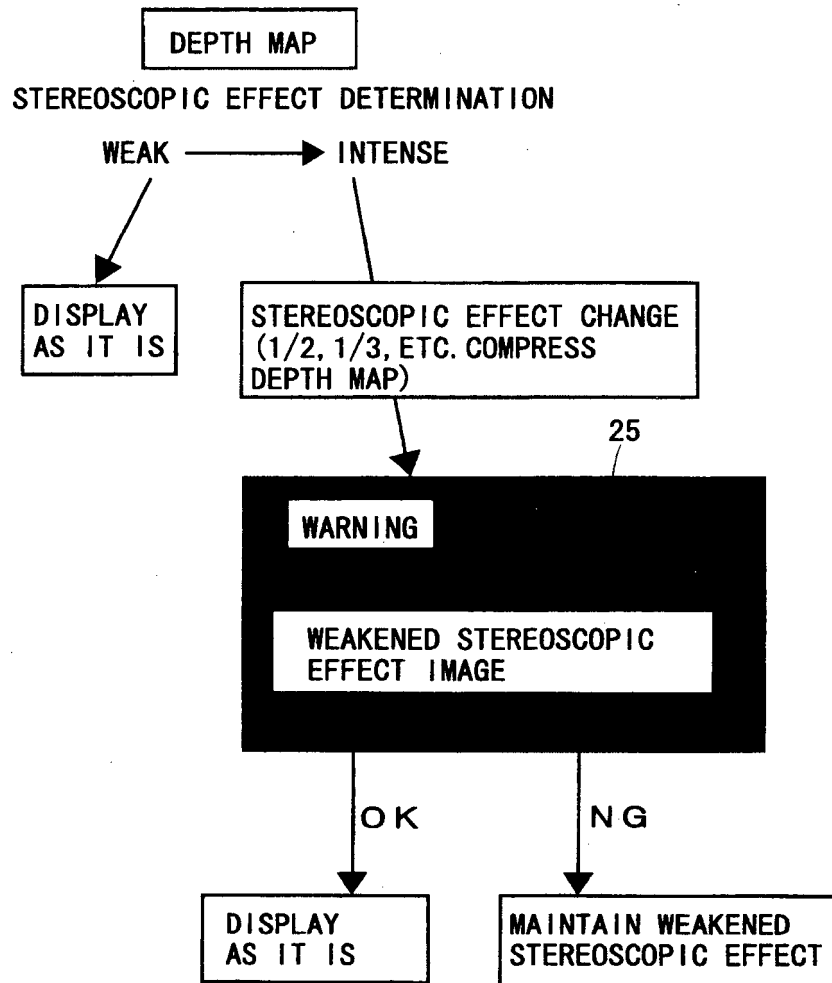 DEPTH MAP
STEREOSCOPIC EFFECT DETERMINATION
WEAK INTENSE
DISPLAY
AS IT IS
STEREOSCOPIC EFFECT CHANGE
(1/2, 1/3, ETC. COMPRESS
DEPTH MAP)
25
WARNING
WEAKENED STEREOSCOPIC
EFFECT IMAGE
OK NG
DISPLAY
AS IT IS
MAINTAIN WEAKENED
STEREOSCOPIC EFFECT